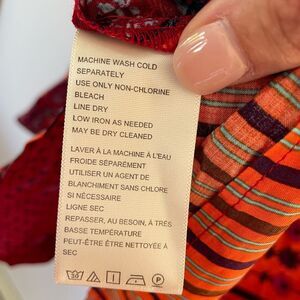 MACHINE WASH COLD
SEPARATELY
USE ONLY NON-CHLORINE
BLEACH
LINE DRY
LOW IRON AS NEEDED
MAY BE DRY CLEANED
LAVER À LA MACHINE À L'EAU
FROIDE SÉPARÉMENT
UTILISER UN AGENT DE
BLANCHIMENT SANS CHLORE
SI NÉCESSAIRE
LIGNE SEC
REPASSER, AU BESOIN, À TRÈS
BASSE TEMPÉRATURE
PEUT-ÊTRE ÊTRE NETTOYÉE À
SEC
P